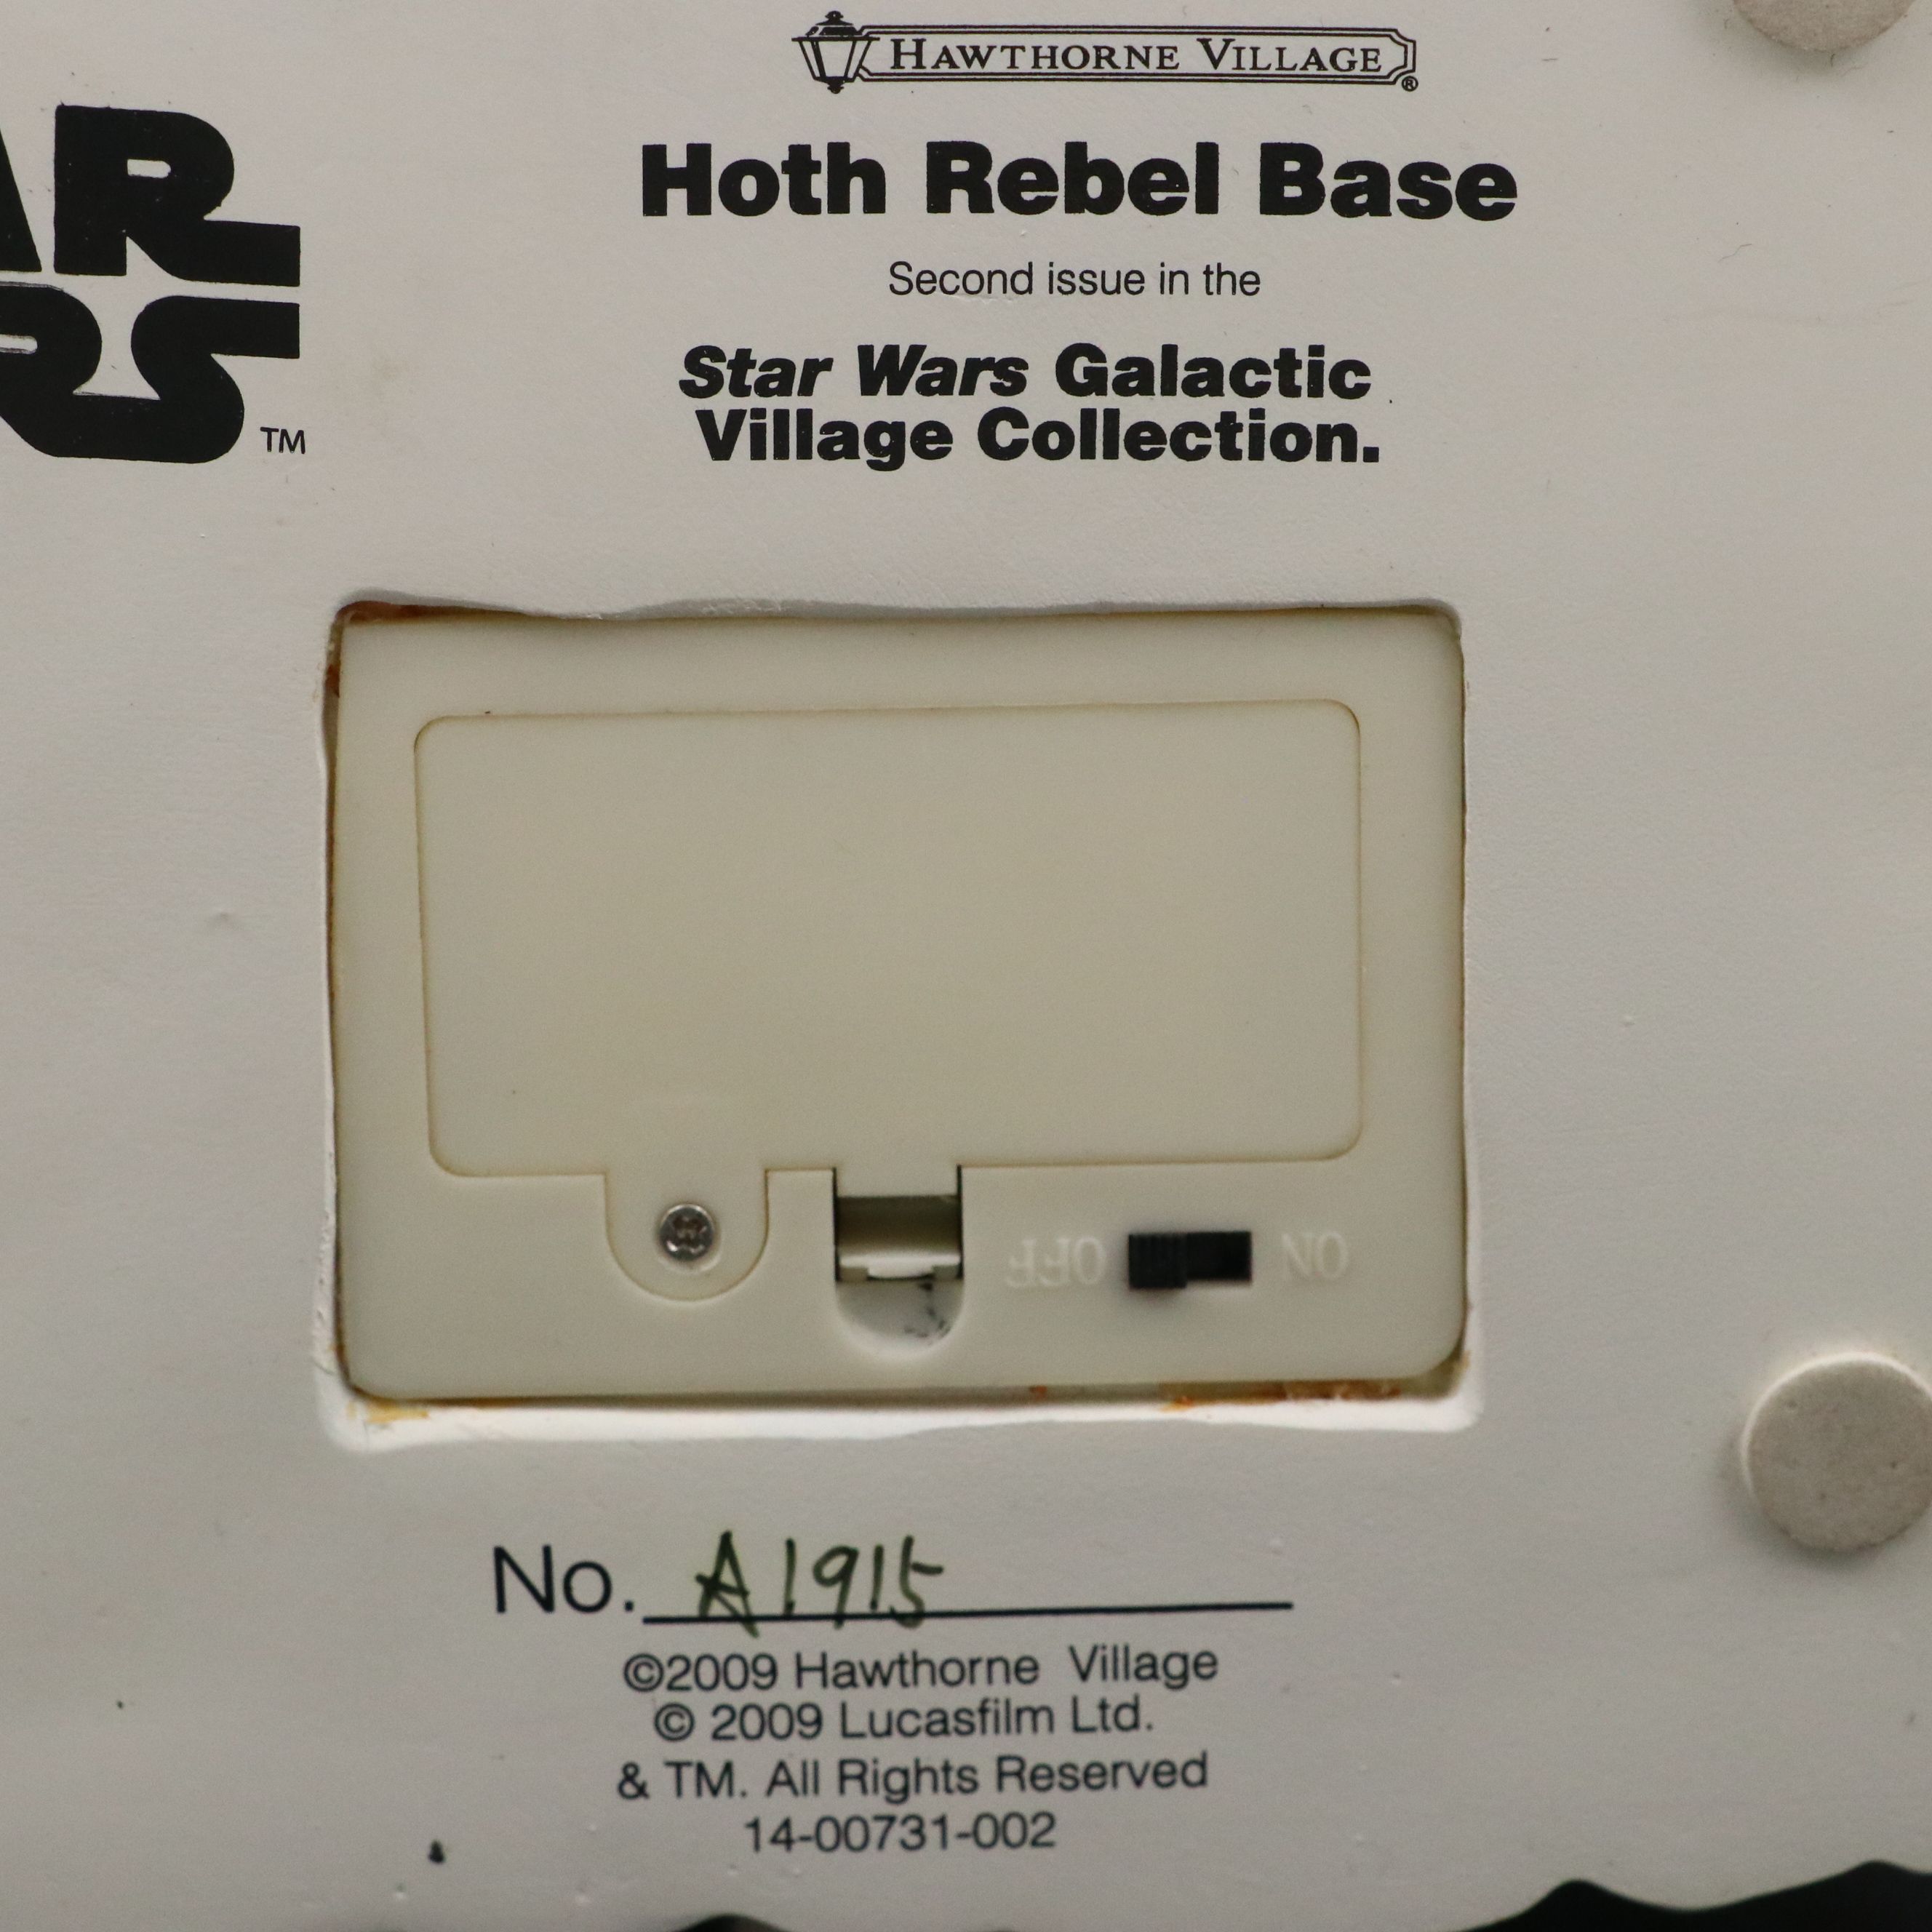 HAWTHORNE VILLAGE®
AR
RS
TM
Hoth Rebel Base
Second issue in the
Star Wars Galactic
Village Collection.
OFF ON
No. A1915
©2009 Hawthorne Village
© 2009 Lucasfilm Ltd.
& TM. All Rights Reserved
14-00731-002